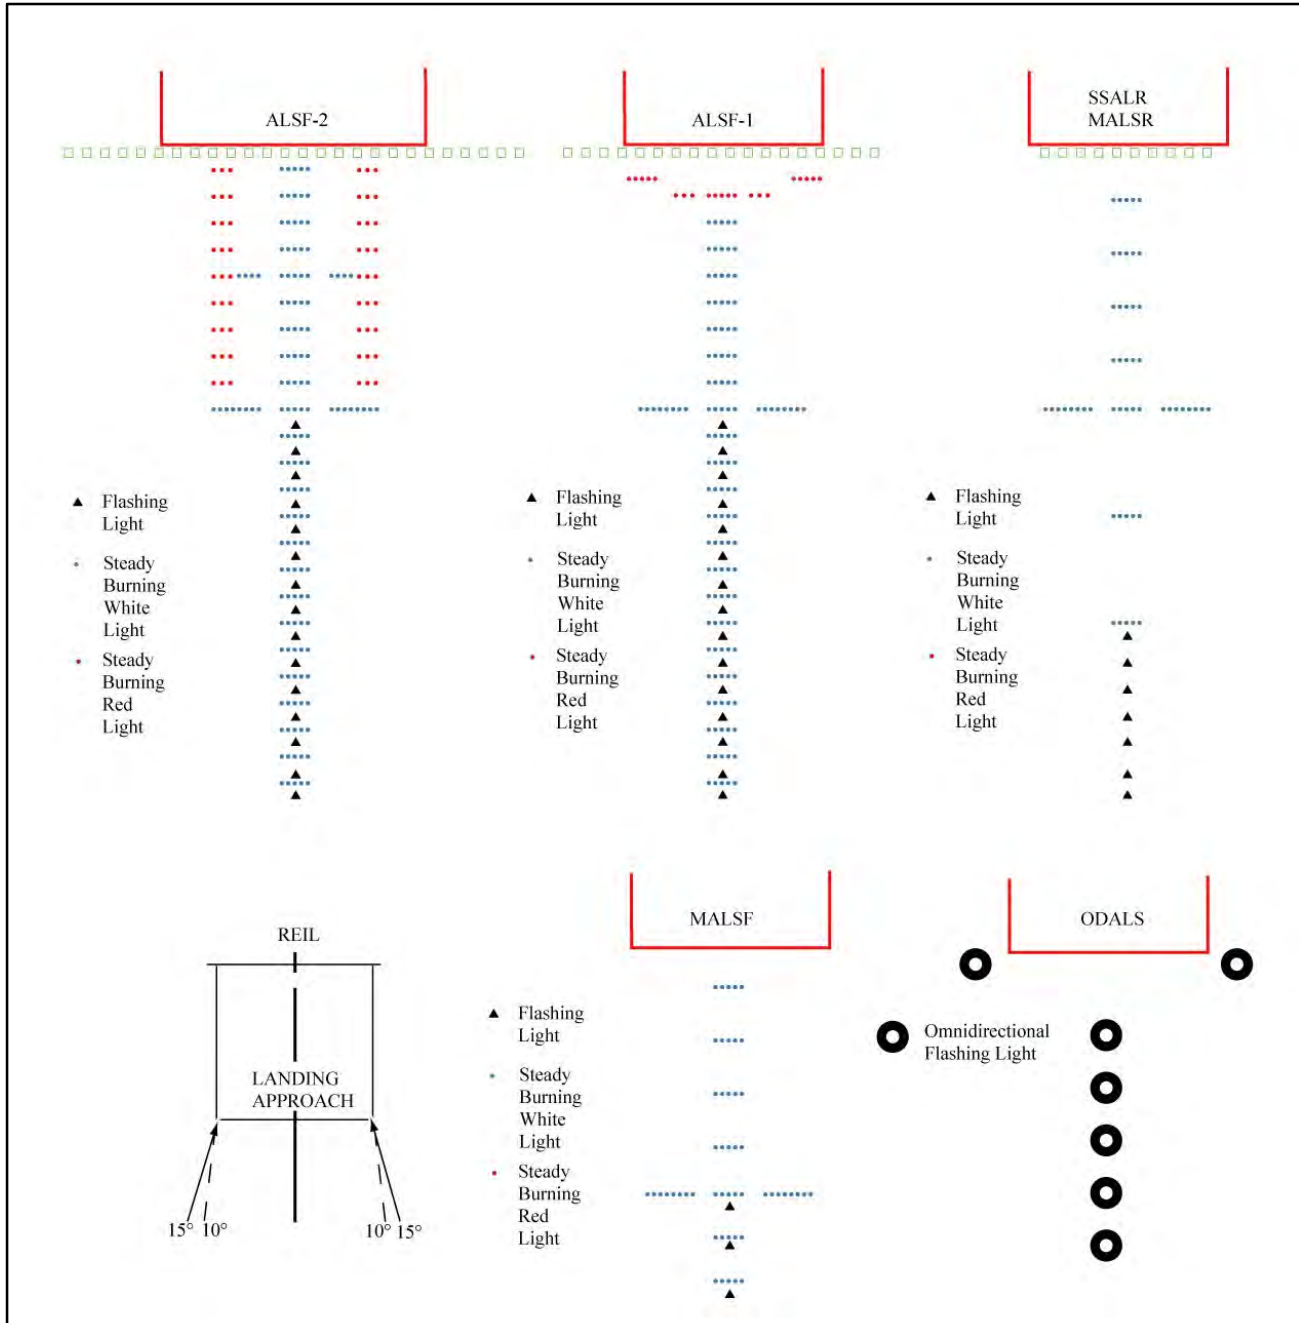 ALSF-2
Flashing
Light
Steady
Burning
White
Light
Steady
Burning
Red
Light
ALSF-1
Flashing
Light
Steady
Burning
White
Light
Steady
Burning
Red
Light
SSALR
MALSR
Flashing
Light
Steady
Burning
White
Light
Steady
Burning
Red
Light
REIL
LANDING
APPROACH
15° 10°
10° 15°
MALSF
Flashing
Light
Steady
Burning
White
Light
Steady
Burning
Red
Light
ODALS
Omnidirectional
Flashing Light